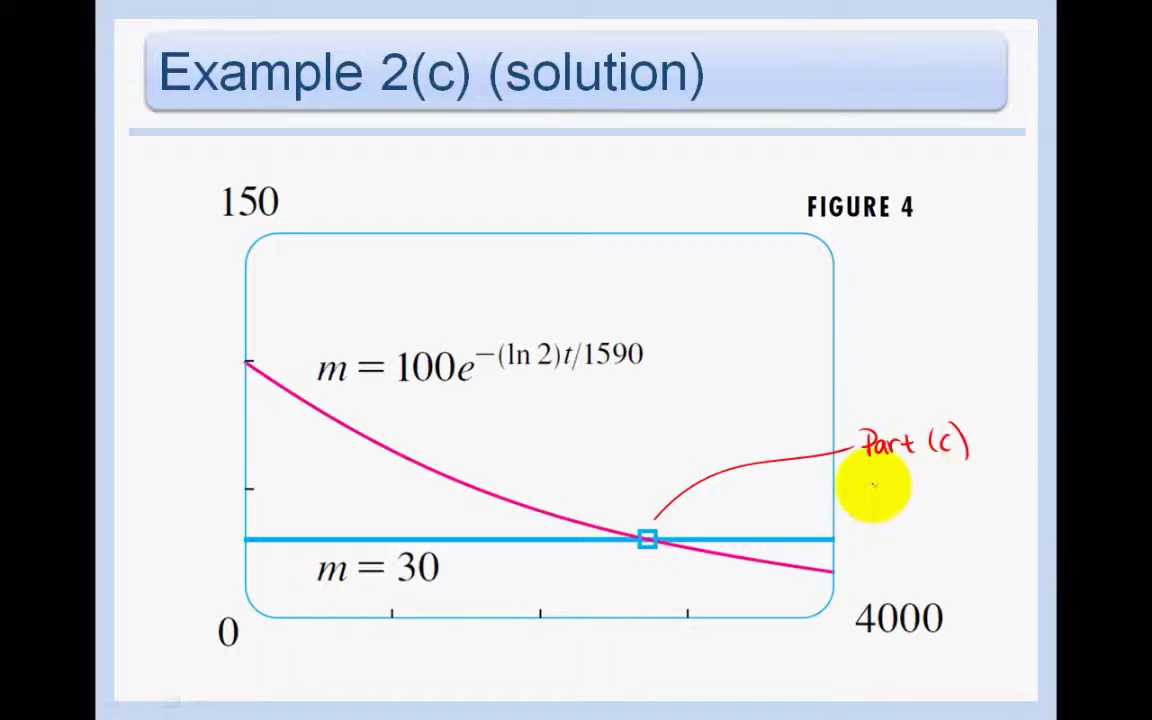 Example 2(c) (solution)
150
FIGURE 4
m = 100e^{-(ln 2)t/1590}
Part (c)
m = 30
0
4000